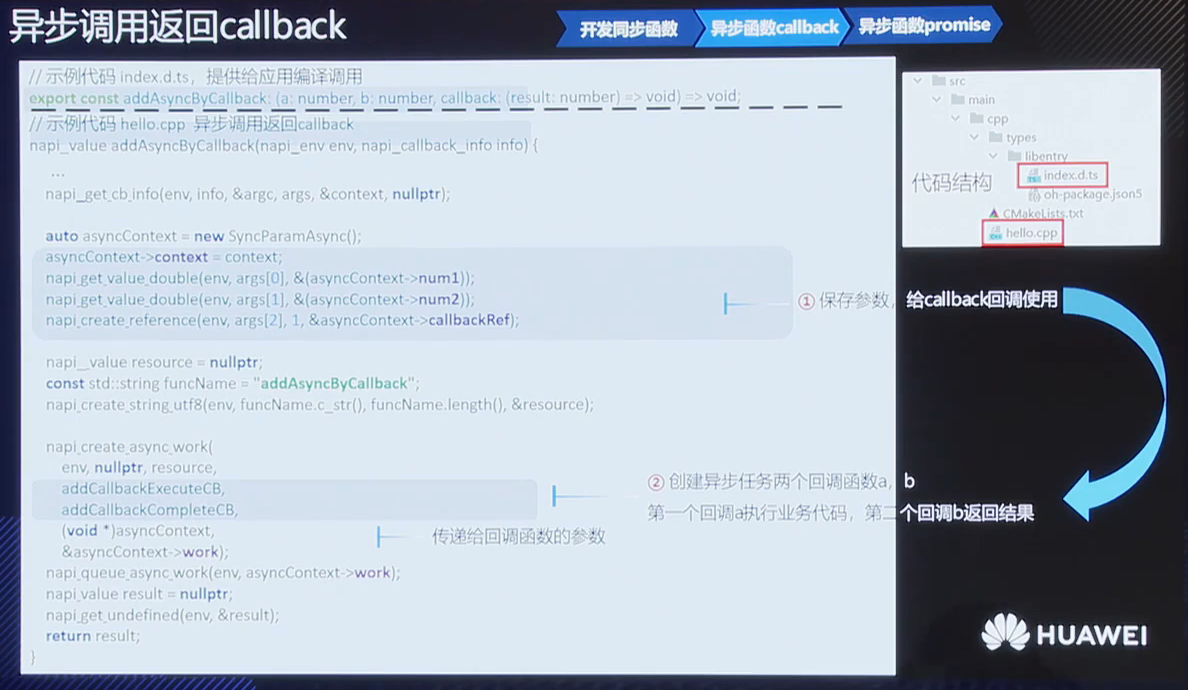 异步调用返回callback
开发同步函数
异步函数callback
异步函数promise
// 示例代码 index.d.ts，提供给应用编译调用
export const addAsyncByCallback: (a: number, b: number, callback: (result: number) => void) => void;
// 示例代码 hello.cpp 异步调用返回callback
napi_value addAsyncByCallback(napi_env env, napi_callback_info info) {
...
napi_get_cb_info(env, info, &argc, args, &context, nullptr);
auto asyncContext = new SyncParamAsync();
asyncContext->context = context;
napi_get_value_double(env, args[0], &(asyncContext->num1));
napi_get_value_double(env, args[1], &(asyncContext->num2));
napi_create_reference(env, args[2], 1, &asyncContext->callbackRef);
① 保存参数，给callback回调使用
napi_value resource = nullptr;
const std::string funcName = "addAsyncByCallback";
napi_create_string_utf8(env, funcName.c_str(), funcName.length(), &resource);
napi_create_async_work(
env, nullptr, resource,
addCallbackExecuteCB,
addCallbackCompleteCB,
(void *)asyncContext,
&asyncContext->work);
② 创建异步任务两个回调函数a，b
第一个回调a执行业务代码，第二个回调b返回结果
传递给回调函数的参数
napi_queue_async_work(env, asyncContext->work);
napi_value result = nullptr;
napi_get_undefined(env, &result);
return result;
}
代码结构
src
main
cpp
types
libentry
index.d.ts
oh-package.json5
CMakeLists.txt
hello.cpp
HUAWEI